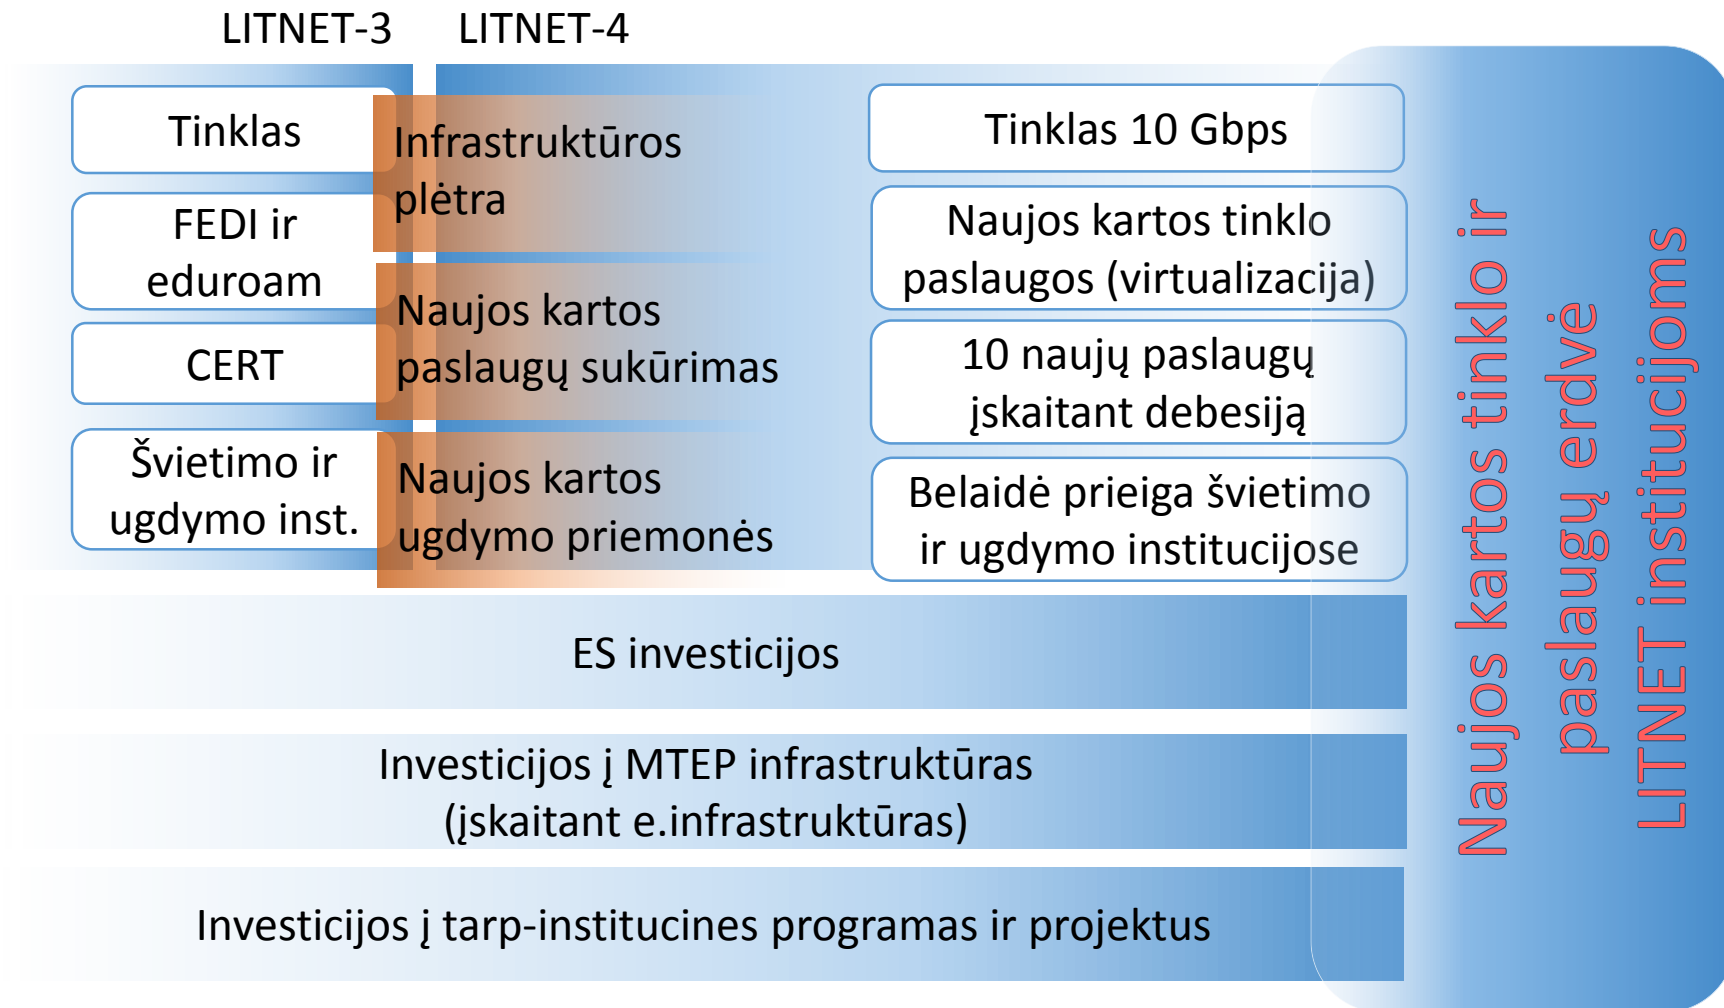 LITNET-3
LITNET-4
Tinklas
FEDI ir
eduroam
CERT
Švietimo ir
ugdymo inst.
Infrastruktūros
plėtra
Naujos kartos
paslaugų sukūrimas
Naujos kartos
ugdymo priemonės
Tinklas 10 Gbps
Naujos kartos tinklo
paslaugos (virtualizacija)
10 naujų paslaugų
įskaitant debesiją
Belaidė prieiga švietimo
ir ugdymo institucijose
ES investicijos
Investicijos į MTEP infrastruktūras
(įskaitant e.infrastruktūras)
Investicijos į tarp-institucines programas ir projektus
Naujos kartos tinklo ir
paslaugų erdvė
LITNET institucijoms